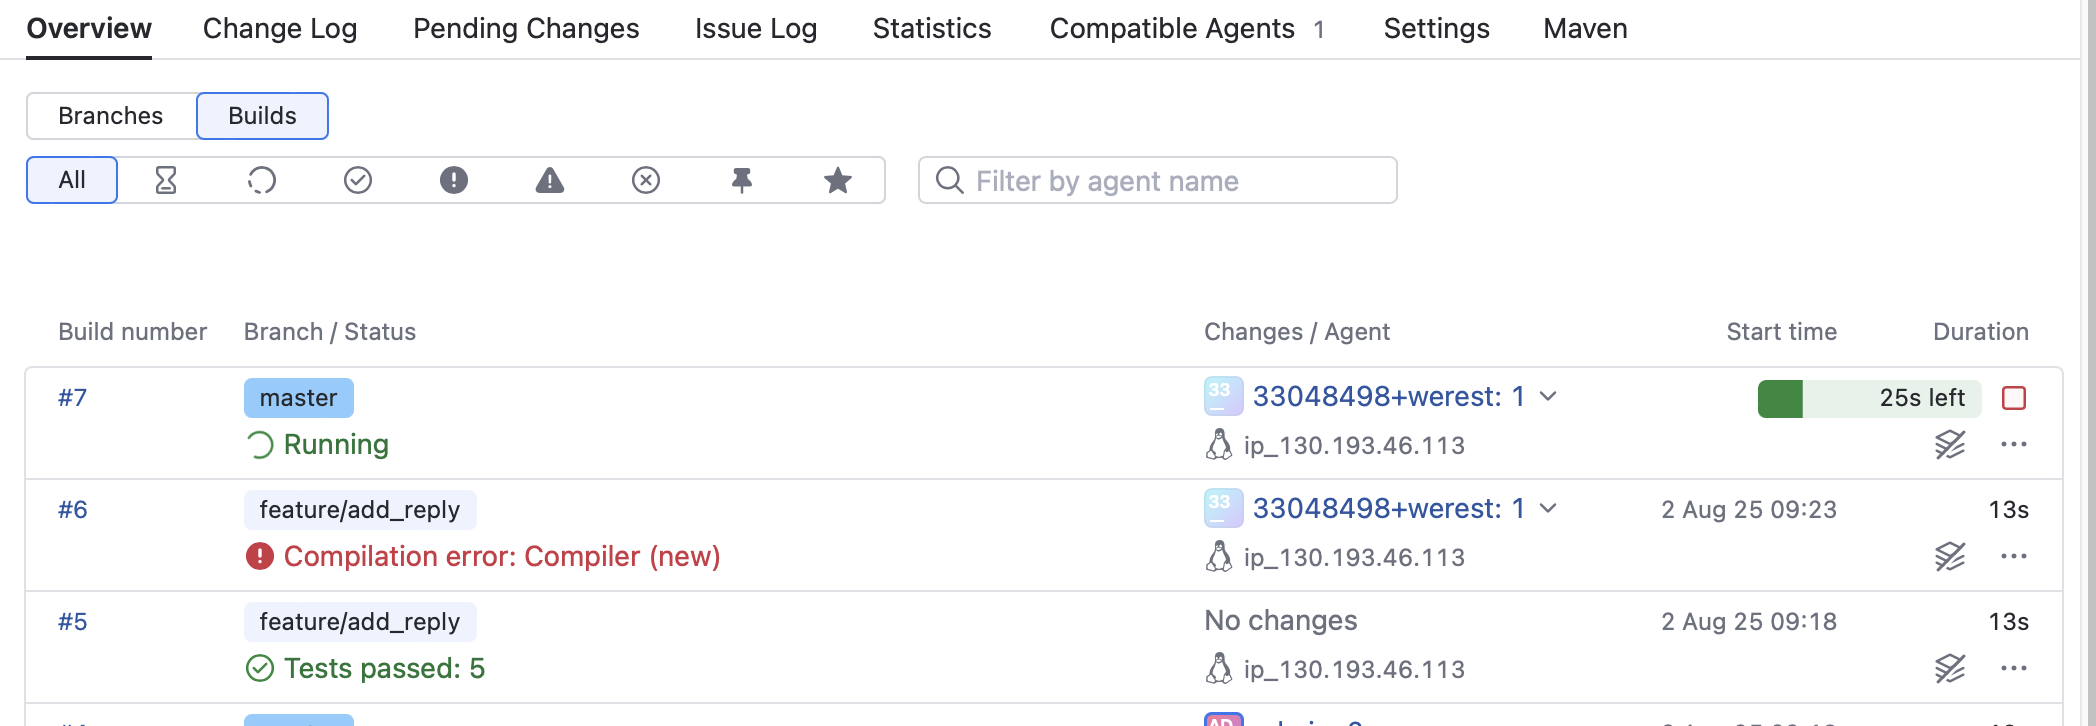 Overview Change Log Pending Changes Issue Log Statistics Compatible Agents 1 Settings Maven
Branches Builds
All Filter by agent name
Build number Branch / Status Changes / Agent Start time Duration
#7 master 33 33048498+werest: 1 25s left
Running ip_130.193.46.113
#6 feature/add_reply 33 33048498+werest: 1 2 Aug 25 09:23 13s
Compilation error: Compiler (new) ip_130.193.46.113
#5 feature/add_reply No changes 2 Aug 25 09:18 13s
Tests passed: 5 ip_130.193.46.113